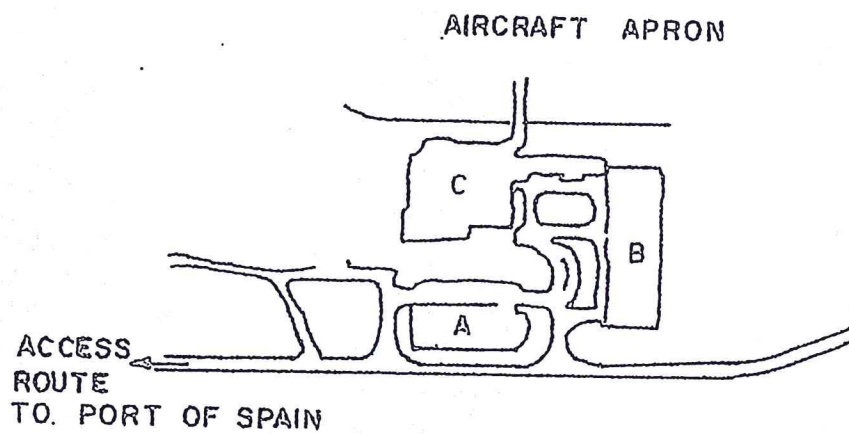 AIRCRAFT APRON
C
B
A
ACCESS
ROUTE
TO. PORT OF SPAIN